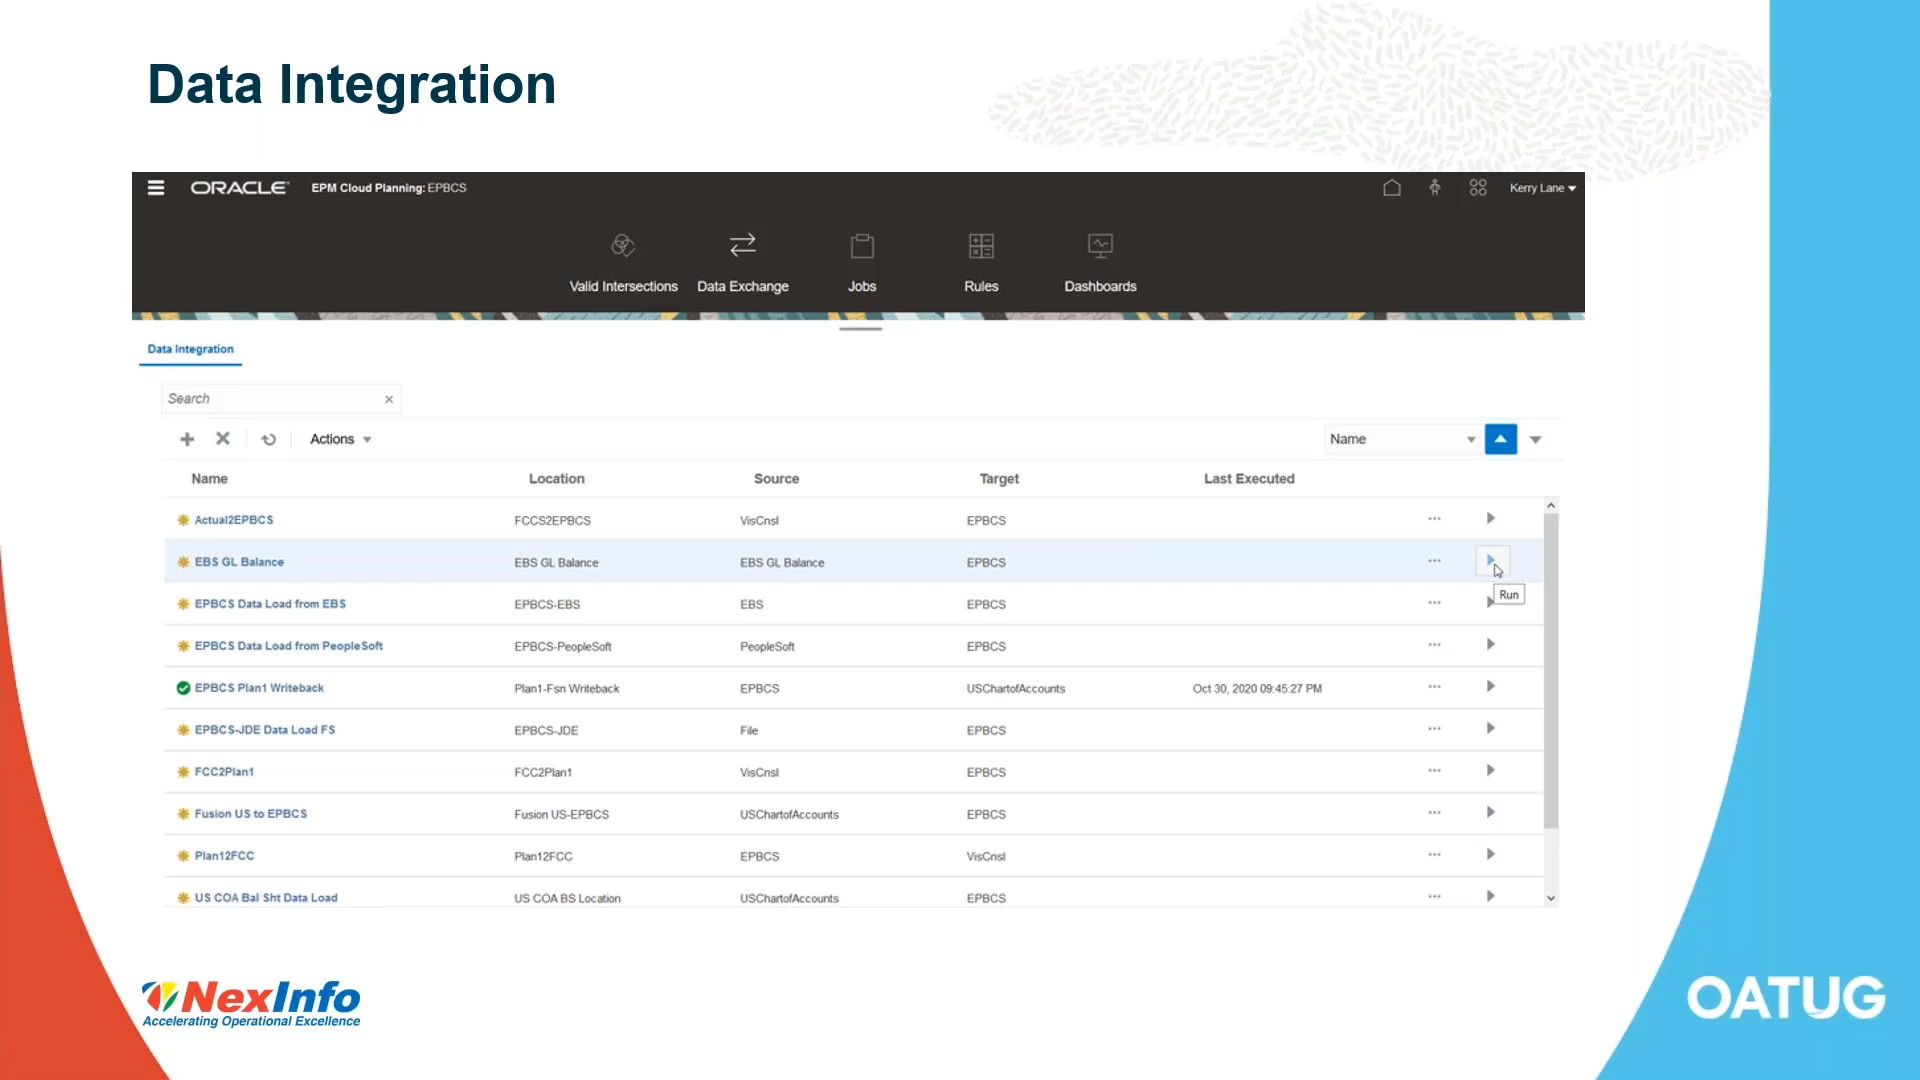 Data Integration
ORACLE® EPM Cloud Planning: EPBCS Kerry Lane
Valid Intersections Data Exchange Jobs Rules Dashboards
Data Integration
Search
Actions Name
Name Location Source Target Last Executed
Actual2EPBCS FCCS2EPBCS VisCnsl EPBCS
EBS GL Balance EBS GL Balance EBS GL Balance EPBCS
Run
EPBCS Data Load from EBS EPBCS-EBS EBS EPBCS
EPBCS Data Load from PeopleSoft EPBCS-PeopleSoft PeopleSoft EPBCS
EPBCS Plan1 Writeback Plan1-Fsn Writeback EPBCS USChartofAccounts Oct 30, 2020 09:45:27 PM
EPBCS-JDE Data Load FS EPBCS-JDE File EPBCS
FCC2Plan1 FCC2Plan1 VisCnsl EPBCS
Fusion US to EPBCS Fusion US-EPBCS USChartofAccounts EPBCS
Plan12FCC Plan12FCC EPBCS VisCnsl
US COA Bal Sht Data Load US COA BS Location USChartofAccounts EPBCS
NexInfo
Accelerating Operational Excellence
OATUG